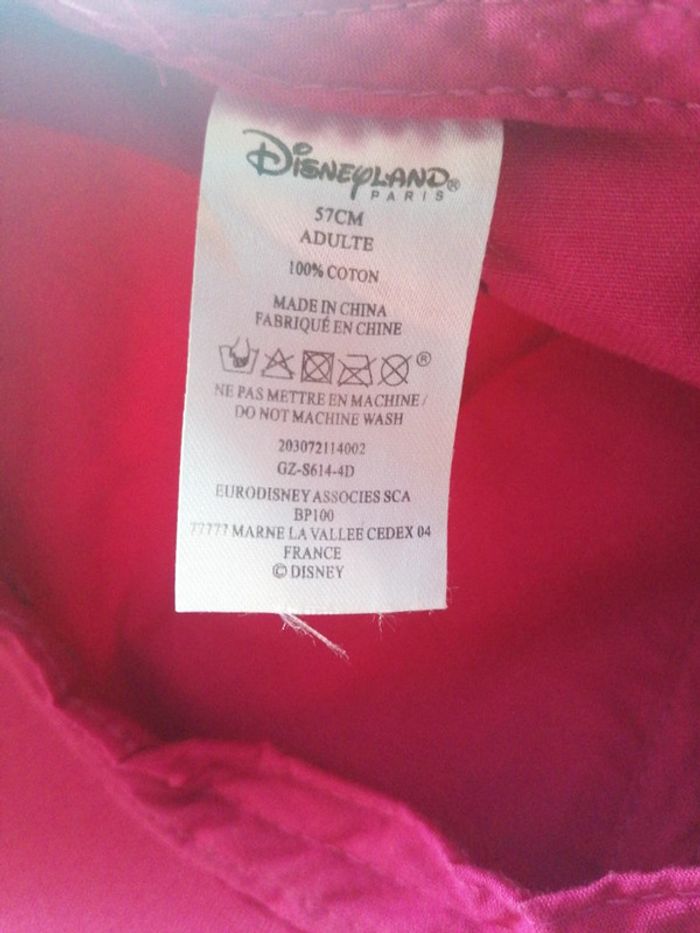 DISNEYLAND®
PARIS
57CM
ADULTE
100% COTON
MADE IN CHINA
FABRIQUÉ EN CHINE
®
NE PAS METTRE EN MACHINE /
DO NOT MACHINE WASH
203072114002
GZ-S614-4D
EURODISNEY ASSOCIES SCA
BP100
77777 MARNE LA VALLEE CEDEX 04
FRANCE
© DISNEY